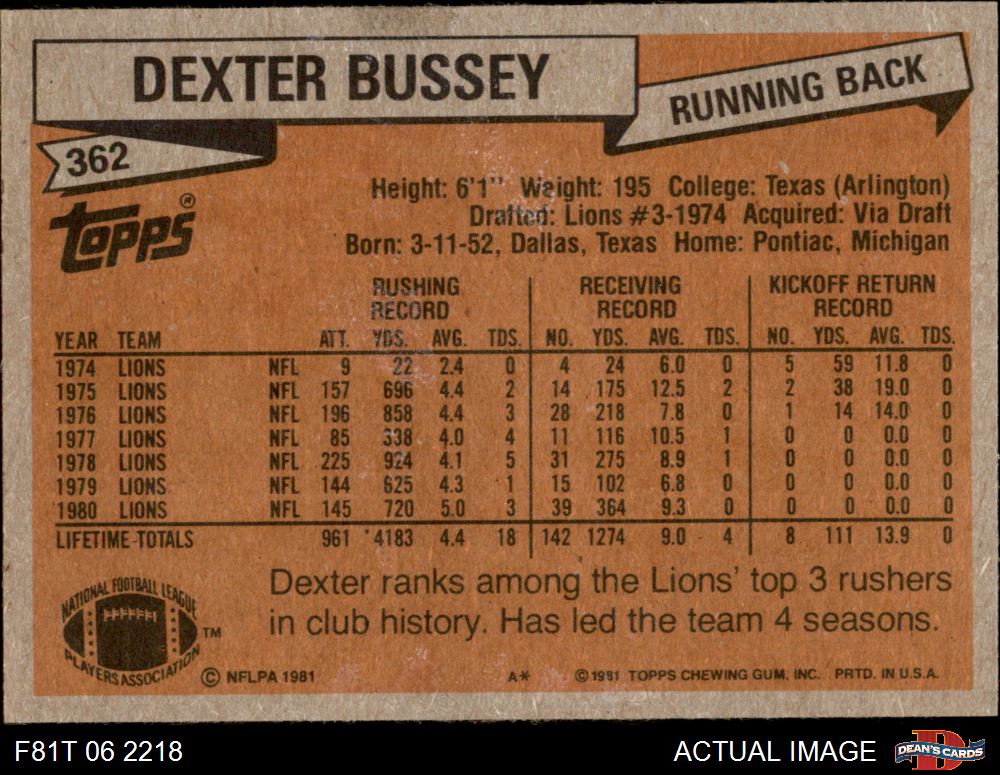 DEXTER BUSSEY
RUNNING BACK
362
Topps®
Height: 6'1" Weight: 195 College: Texas (Arlington)
Drafted: Lions #3-1974 Acquired: Via Draft
Born: 3-11-52, Dallas, Texas Home: Pontiac, Michigan
RUSHING RECORD RECEIVING RECORD KICKOFF RETURN RECORD
YEAR TEAM ATT. YDS. AVG. TDS. NO. YDS. AVG. TDS. NO. YDS. AVG. TDS.
1974 LIONS NFL 9 22 2.4 0 4 24 6.0 0 5 59 11.8 0
1975 LIONS NFL 157 696 4.4 2 14 175 12.5 2 2 38 19.0 0
1976 LIONS NFL 196 858 4.4 3 28 218 7.8 0 1 14 14.0 0
1977 LIONS NFL 85 338 4.0 4 11 116 10.5 1 0 0 0.0 0
1978 LIONS NFL 225 924 4.1 5 31 275 8.9 1 0 0 0.0 0
1979 LIONS NFL 144 625 4.3 1 15 102 6.8 0 0 0 0.0 0
1980 LIONS NFL 145 720 5.0 3 39 364 9.3 0 0 0 0.0 0
LIFETIME TOTALS 961 4183 4.4 18 142 1274 9.0 4 8 111 13.9 0
Dexter ranks among the Lions' top 3 rushers
in club history. Has led the team 4 seasons.
NATIONAL FOOTBALL LEAGUE
PLAYERS ASSOCIATION
TM
© NFLPA 1981 A* © 1981 TOPPS CHEWING GUM, INC. PRTD. IN U.S.A.
F81T 06 2218 ACTUAL IMAGE DEAN'S CARDS